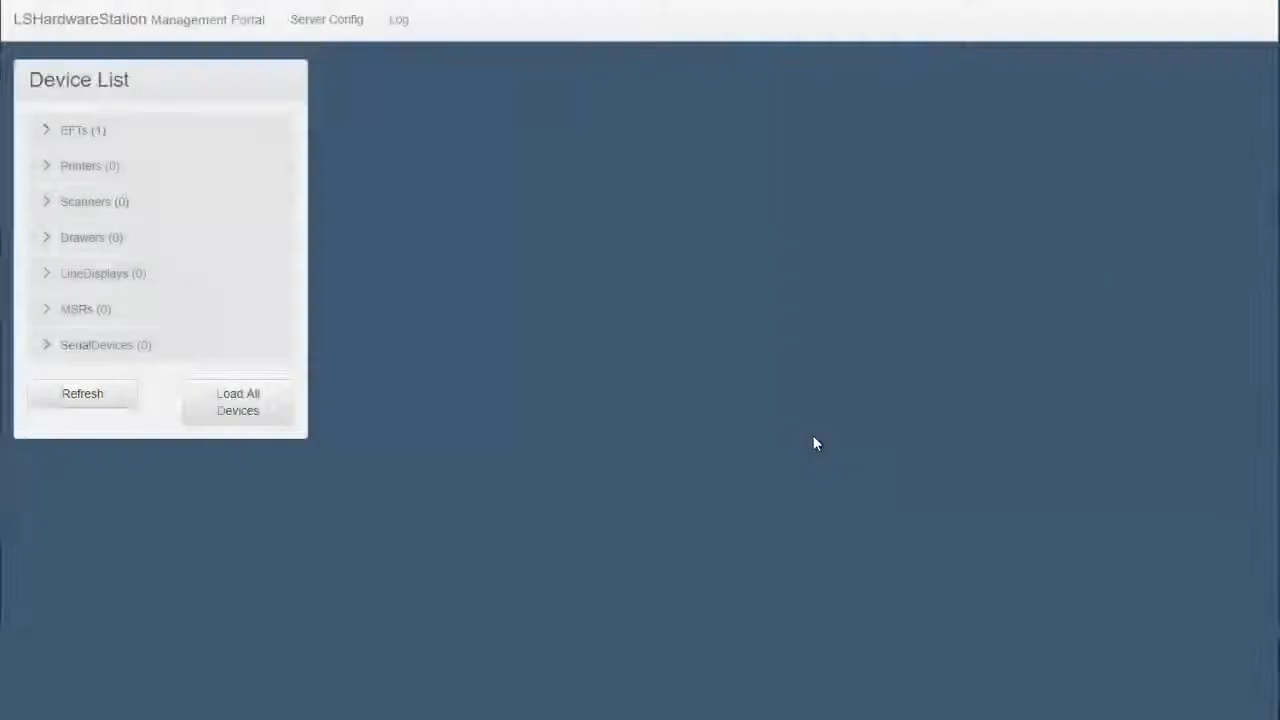 LSHardwareStation Management Portal Server Config Log
Device List
EFTs (1)
Printers (0)
Scanners (0)
Drawers (0)
LineDisplays (0)
MSRs (0)
SerialDevices (0)
Refresh
Load All
Devices